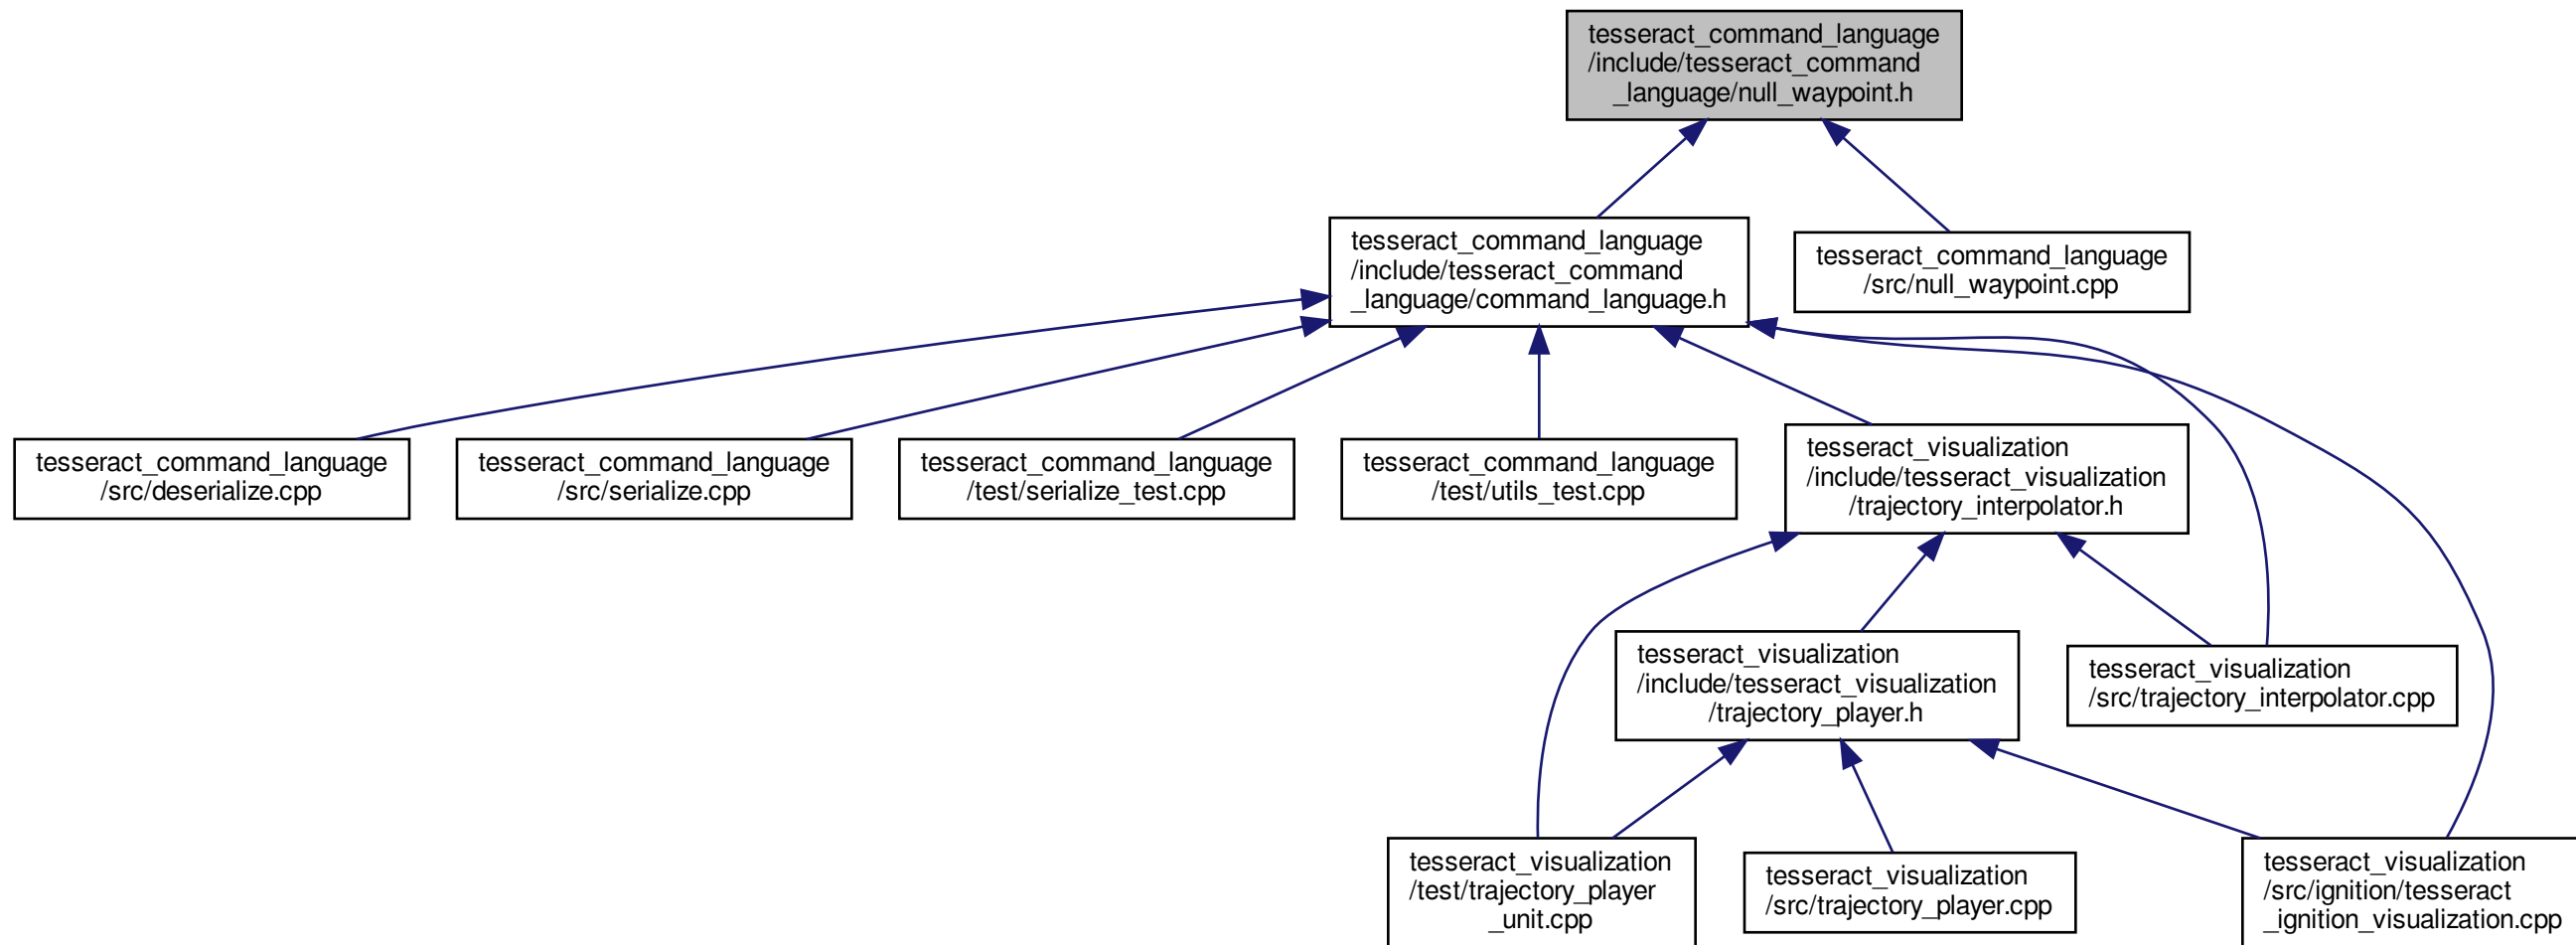 tesseract_command_language
/include/tesseract_command
_language/null_waypoint.h
tesseract_command_language
/include/tesseract_command
_language/command_language.h
tesseract_command_language
/src/null_waypoint.cpp
tesseract_command_language
/src/deserialize.cpp
tesseract_command_language
/src/serialize.cpp
tesseract_command_language
/test/serialize_test.cpp
tesseract_command_language
/test/utils_test.cpp
tesseract_visualization
/include/tesseract_visualization
/trajectory_interpolator.h
tesseract_visualization
/include/tesseract_visualization
/trajectory_player.h
tesseract_visualization
/src/trajectory_interpolator.cpp
tesseract_visualization
/test/trajectory_player
_unit.cpp
tesseract_visualization
/src/trajectory_player.cpp
tesseract_visualization
/src/ignition/tesseract
_ignition_visualization.cpp